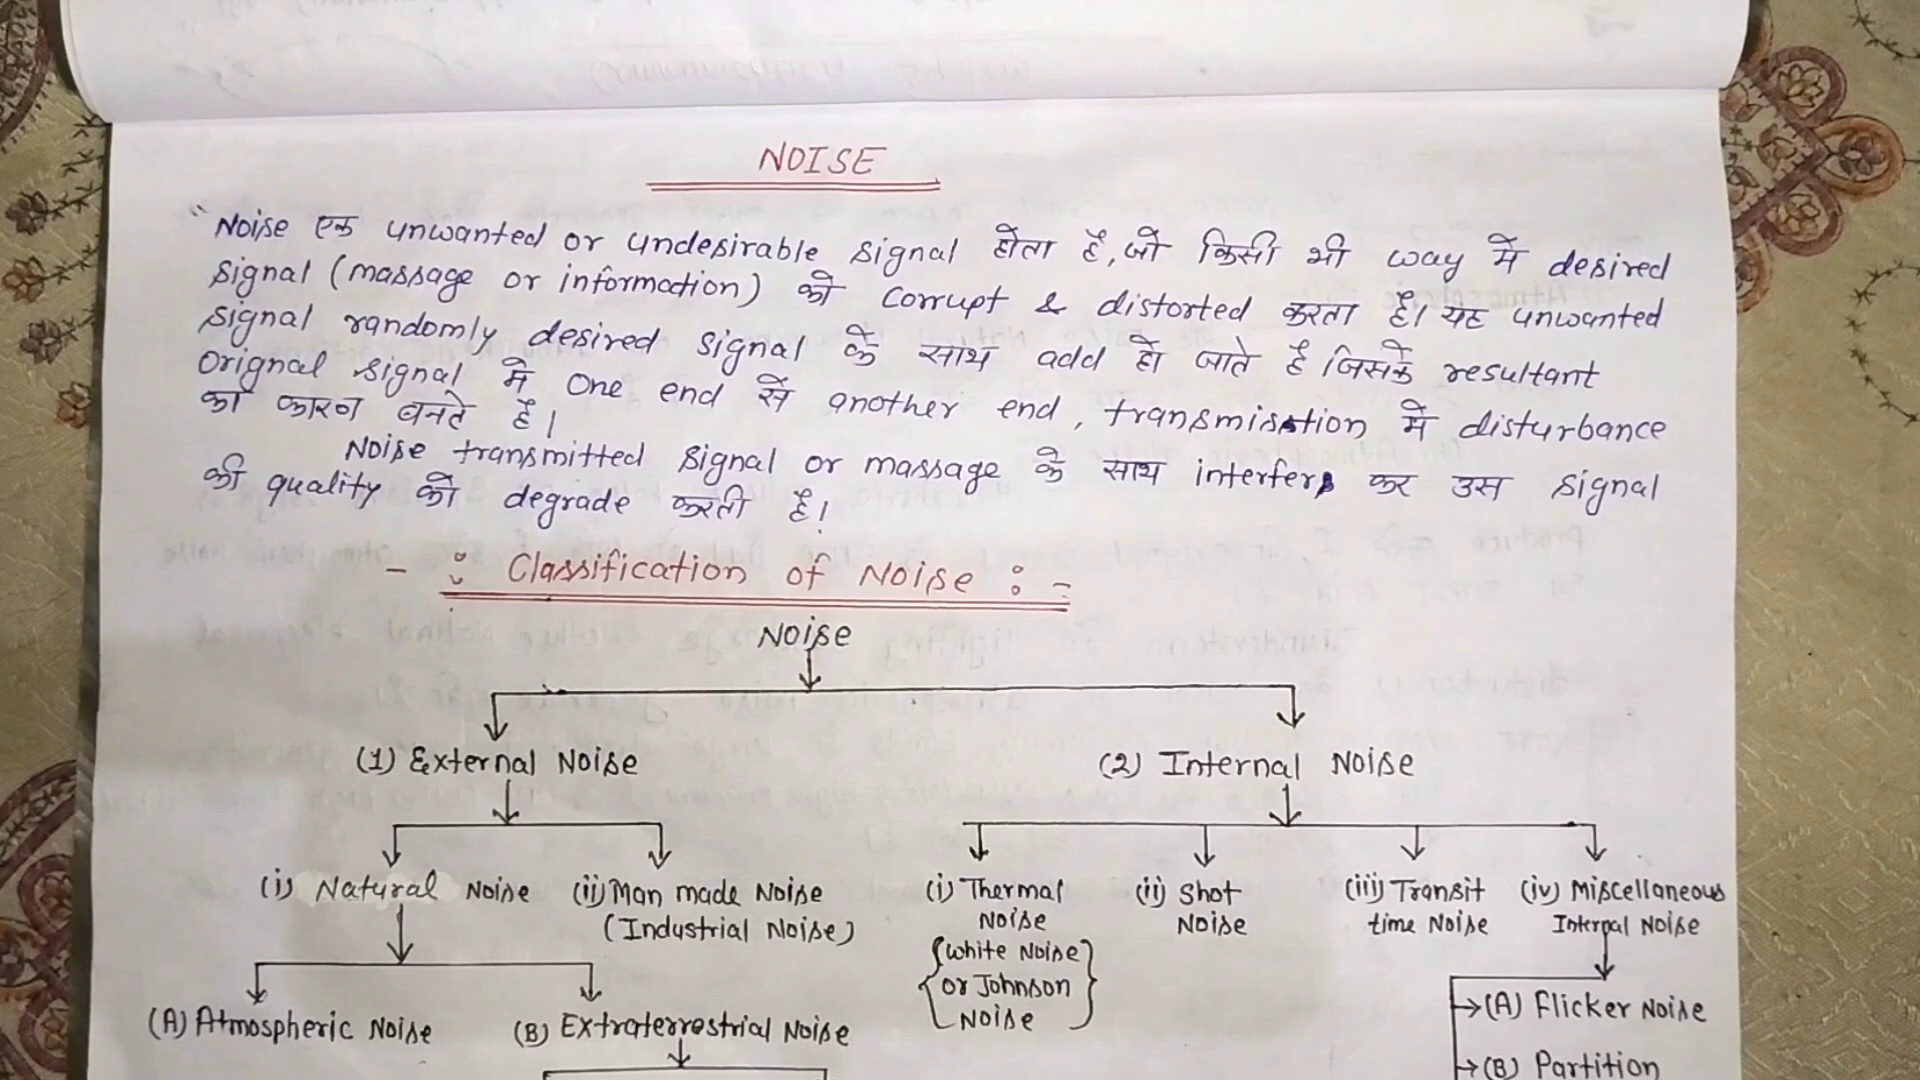 NOISE
"Noise एक unwanted or undesirable signal होता है, जो किसी भी way में desired
signal (massage or information) को corrupt & distorted करता है। यह unwanted
signal randomly desired signal के साथ add हो जाते है जिसके resultant
Orignal signal में one end से another end, transmission में disturbance
का कारण बनते है।
Noise transmitted signal or massage के साथ interfer कर उस signal
की quality को degrade करती है।
- : Classification of Noise : -
Noise
(1) External Noise (2) Internal Noise
(i) Natural Noise (ii) Man made Noise (i) Thermal (ii) Shot (iii) Transit (iv) Miscellaneous
(Industrial Noise) Noise Noise time Noise Internal Noise
{White Noise
or Johnson
Noise}
(A) Flicker Noise
(A) Atmospheric Noise (B) Extraterrestrial Noise
(B) Partition